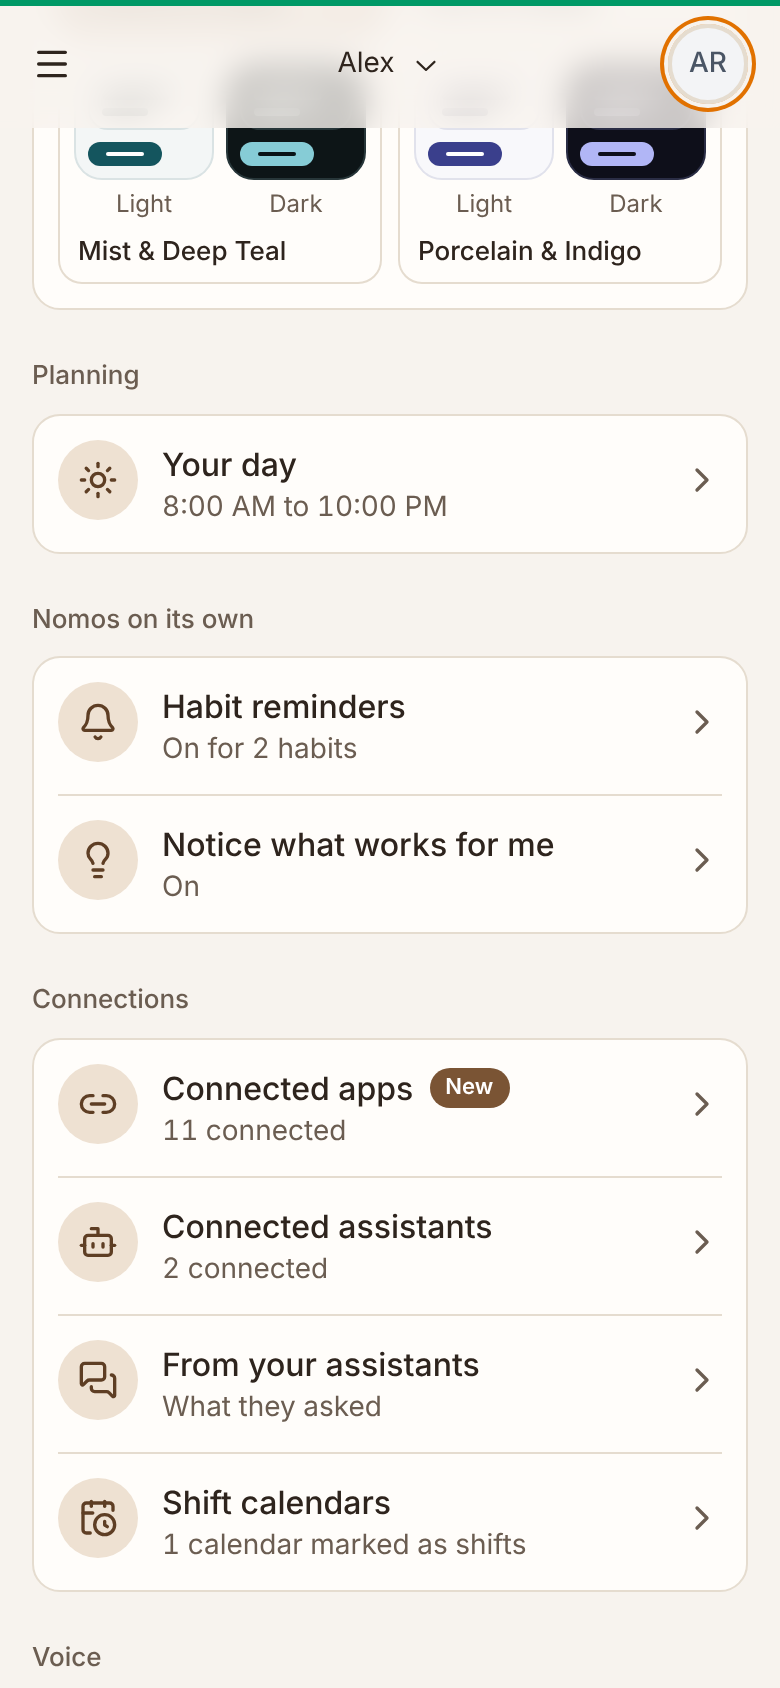 Alex
AR
Light
Dark
Light
Dark
Mist & Deep Teal
Porcelain & Indigo
Planning
Your day
8:00 AM to 10:00 PM
Nomos on its own
Habit reminders
On for 2 habits
Notice what works for me
On
Connections
Connected apps New
11 connected
Connected assistants
2 connected
From your assistants
What they asked
Shift calendars
1 calendar marked as shifts
Voice